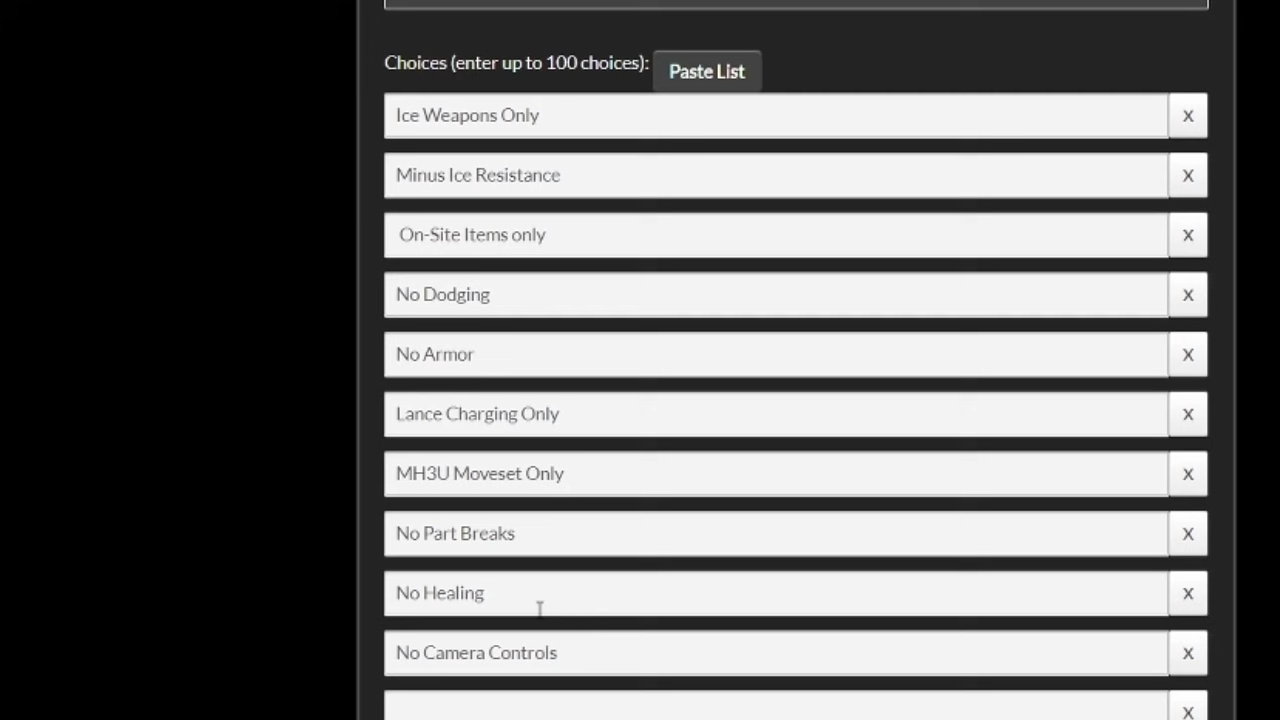 Choices (enter up to 100 choices): Paste List
Ice Weapons Only X
Minus Ice Resistance X
On-Site Items only X
No Dodging X
No Armor X
Lance Charging Only X
MH3U Moveset Only X
No Part Breaks X
No Healing X
No Camera Controls X
X